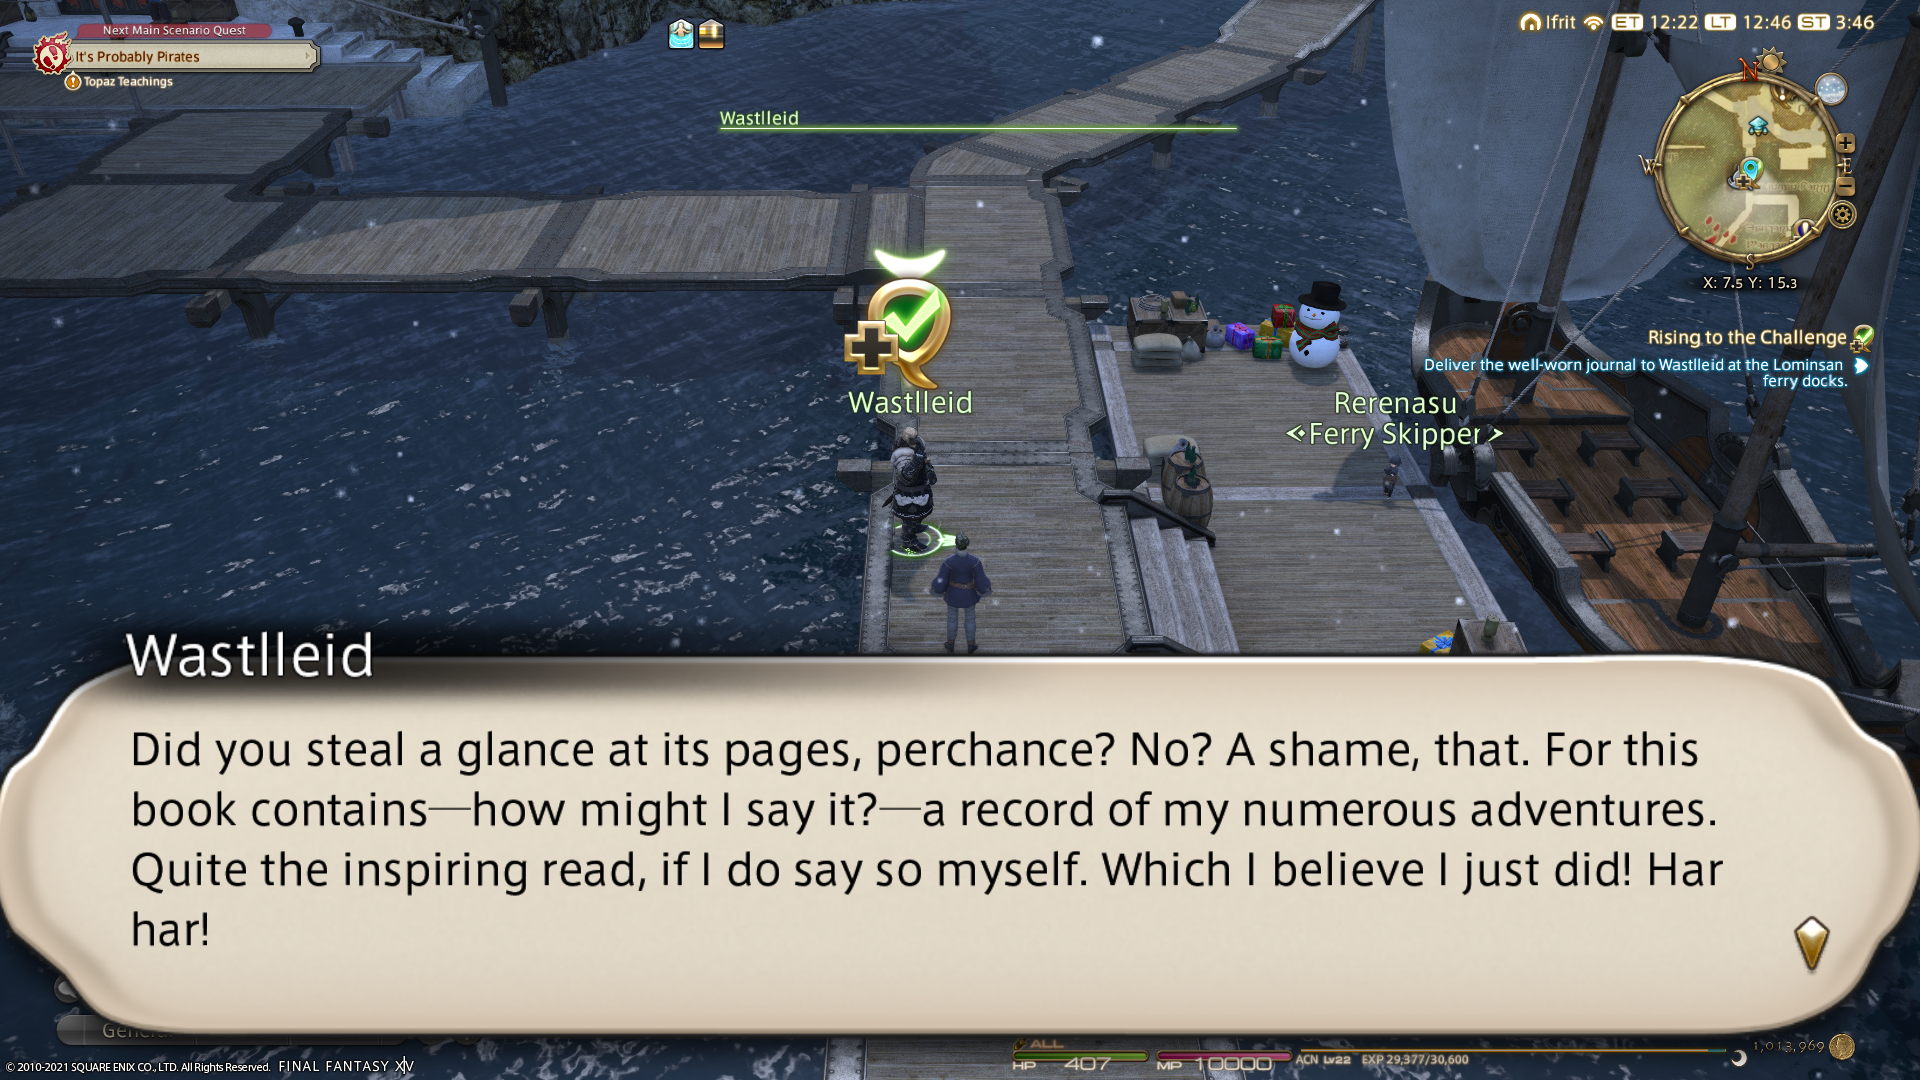 Next Main Scenario Quest
It's Probably Pirates
Topaz Teachings
Ifrit ET 12:22 LT 12:46 ST 3:46
Wastlleid
N
W
E
S
X: 7.5 Y: 15.3
Rising to the Challenge
Deliver the well-worn journal to Wastlleid at the Lominsan
ferry docks.
Wastlleid
Rerenasu
<Ferry Skipper>
Wastlleid
Did you steal a glance at its pages, perchance? No? A shame, that. For this
book contains—how might I say it?—a record of my numerous adventures.
Quite the inspiring read, if I do say so myself. Which I believe I just did! Har
har!
ALL
HP 407 MP 10000 ACN Lv22 EXP 29,377/30,600
1,013,969
© 2010-2021 SQUARE ENIX CO., LTD. All Rights Reserved. FINAL FANTASY XIV